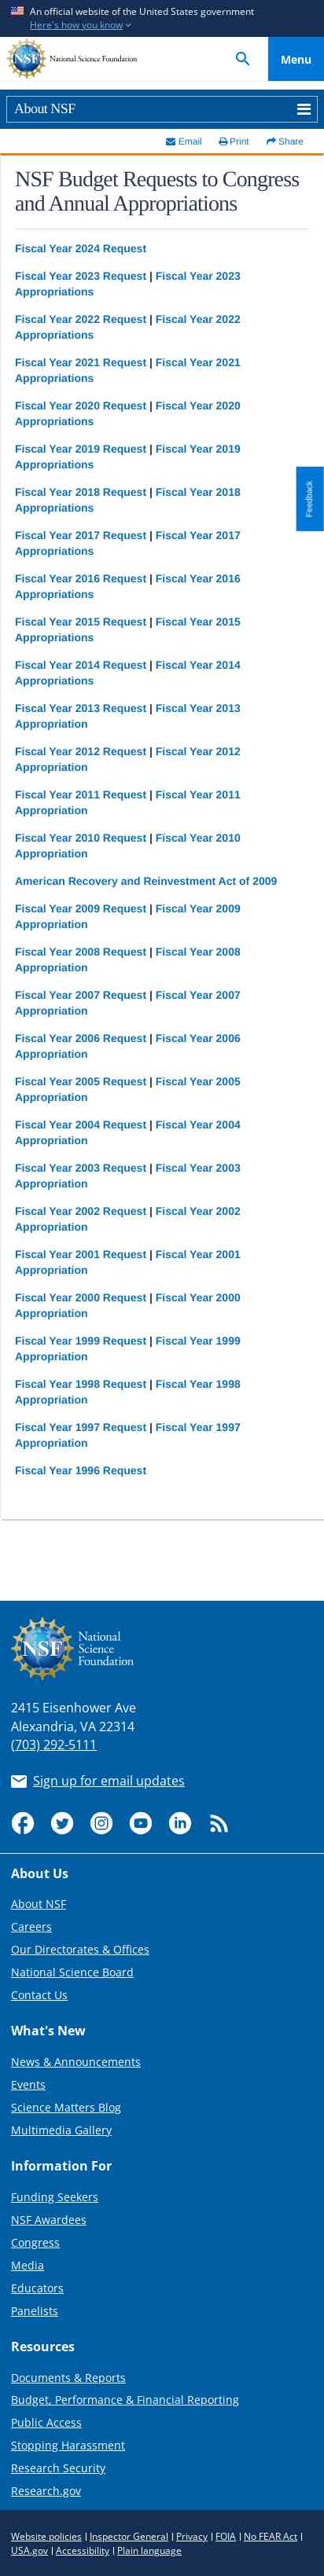 An official website of the United States government
Here's how you know
National Science Foundation
Menu
About NSF
Email Print Share
NSF Budget Requests to Congress
and Annual Appropriations
Fiscal Year 2024 Request
Fiscal Year 2023 Request | Fiscal Year 2023
Appropriations
Fiscal Year 2022 Request | Fiscal Year 2022
Appropriations
Fiscal Year 2021 Request | Fiscal Year 2021
Appropriations
Fiscal Year 2020 Request | Fiscal Year 2020
Appropriations
Fiscal Year 2019 Request | Fiscal Year 2019
Appropriations
Fiscal Year 2018 Request | Fiscal Year 2018
Appropriations
Feedback
Fiscal Year 2017 Request | Fiscal Year 2017
Appropriations
Fiscal Year 2016 Request | Fiscal Year 2016
Appropriations
Fiscal Year 2015 Request | Fiscal Year 2015
Appropriations
Fiscal Year 2014 Request | Fiscal Year 2014
Appropriations
Fiscal Year 2013 Request | Fiscal Year 2013
Appropriation
Fiscal Year 2012 Request | Fiscal Year 2012
Appropriation
Fiscal Year 2011 Request | Fiscal Year 2011
Appropriation
Fiscal Year 2010 Request | Fiscal Year 2010
Appropriation
American Recovery and Reinvestment Act of 2009
Fiscal Year 2009 Request | Fiscal Year 2009
Appropriation
Fiscal Year 2008 Request | Fiscal Year 2008
Appropriation
Fiscal Year 2007 Request | Fiscal Year 2007
Appropriation
Fiscal Year 2006 Request | Fiscal Year 2006
Appropriation
Fiscal Year 2005 Request | Fiscal Year 2005
Appropriation
Fiscal Year 2004 Request | Fiscal Year 2004
Appropriation
Fiscal Year 2003 Request | Fiscal Year 2003
Appropriation
Fiscal Year 2002 Request | Fiscal Year 2002
Appropriation
Fiscal Year 2001 Request | Fiscal Year 2001
Appropriation
Fiscal Year 2000 Request | Fiscal Year 2000
Appropriation
Fiscal Year 1999 Request | Fiscal Year 1999
Appropriation
Fiscal Year 1998 Request | Fiscal Year 1998
Appropriation
Fiscal Year 1997 Request | Fiscal Year 1997
Appropriation
Fiscal Year 1996 Request
NSF
National
Science
Foundation
2415 Eisenhower Ave
Alexandria, VA 22314
(703) 292-5111
Sign up for email updates
About Us
About NSF
Careers
Our Directorates & Offices
National Science Board
Contact Us
What's New
News & Announcements
Events
Science Matters Blog
Multimedia Gallery
Information For
Funding Seekers
NSF Awardees
Congress
Media
Educators
Panelists
Resources
Documents & Reports
Budget, Performance & Financial Reporting
Public Access
Stopping Harassment
Research Security
Research.gov
Website policies | Inspector General | Privacy | FOIA | No FEAR Act |
USA.gov | Accessibility | Plain language